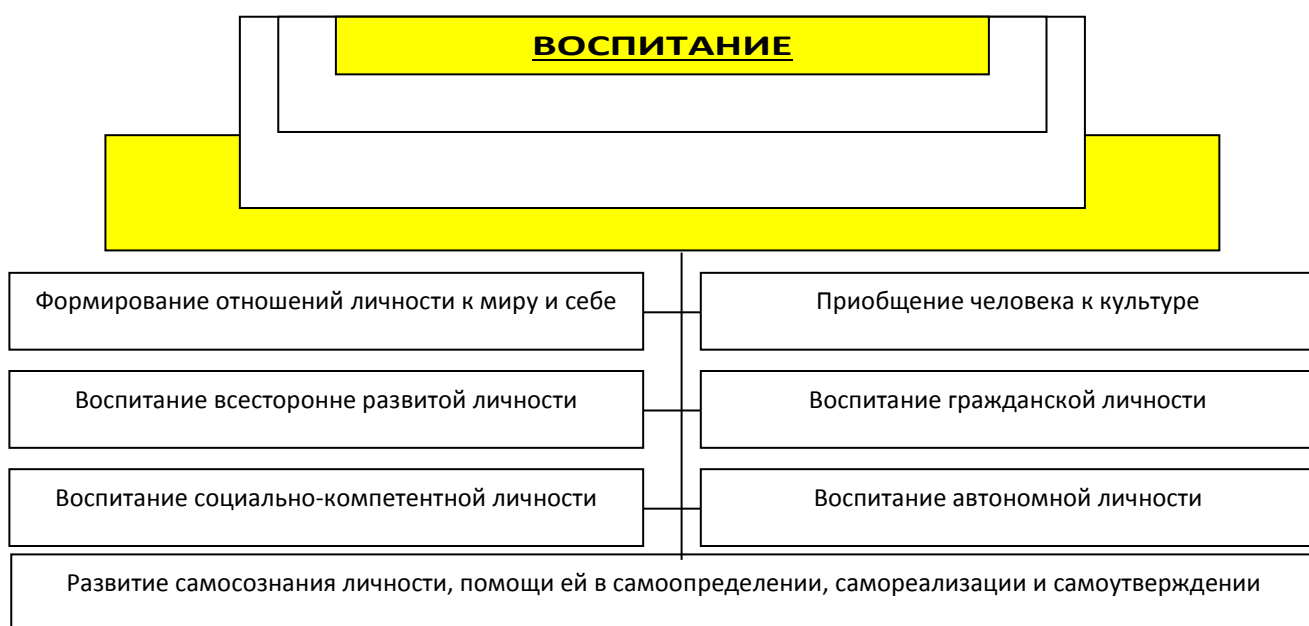 ВОСПИТАНИЕ
Формирование отношений личности к миру и себе
Приобщение человека к культуре
Воспитание всесторонне развитой личности
Воспитание гражданской личности
Воспитание социально-компетентной личности
Воспитание автономной личности
Развитие самосознания личности, помощи ей в самоопределении, самореализации и самоутверждении